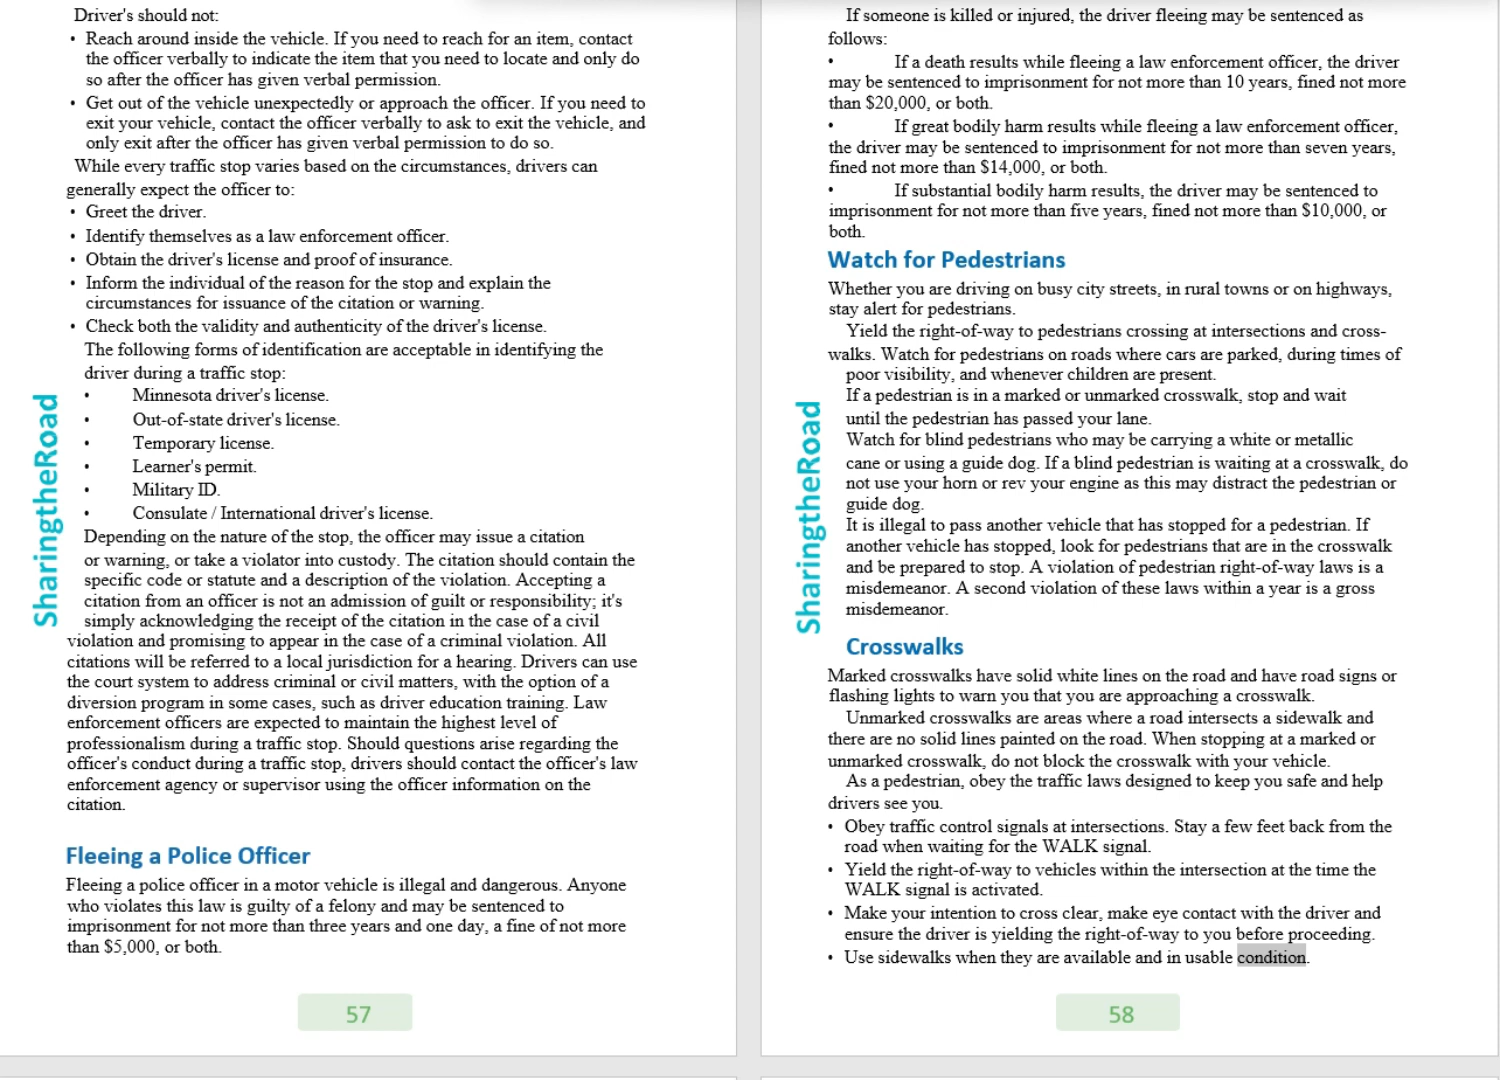 Driver's should not:
• Reach around inside the vehicle. If you need to reach for an item, contact
the officer verbally to indicate the item that you need to locate and only do
so after the officer has given verbal permission.
• Get out of the vehicle unexpectedly or approach the officer. If you need to
exit your vehicle, contact the officer verbally to ask to exit the vehicle, and
only exit after the officer has given verbal permission to do so.
While every traffic stop varies based on the circumstances, drivers can
generally expect the officer to:
• Greet the driver.
• Identify themselves as a law enforcement officer.
• Obtain the driver's license and proof of insurance.
• Inform the individual of the reason for the stop and explain the
circumstances for issuance of the citation or warning.
• Check both the validity and authenticity of the driver's license.
The following forms of identification are acceptable in identifying the
driver during a traffic stop:
• Minnesota driver's license.
• Out-of-state driver's license.
• Temporary license.
• Learner's permit.
• Military ID.
• Consulate / International driver's license.
Depending on the nature of the stop, the officer may issue a citation
or warning, or take a violator into custody. The citation should contain the
specific code or statute and a description of the violation. Accepting a
citation from an officer is not an admission of guilt or responsibility; it's
simply acknowledging the receipt of the citation in the case of a civil
violation and promising to appear in the case of a criminal violation. All
citations will be referred to a local jurisdiction for a hearing. Drivers can use
the court system to address criminal or civil matters, with the option of a
diversion program in some cases, such as driver education training. Law
enforcement officers are expected to maintain the highest level of
professionalism during a traffic stop. Should questions arise regarding the
officer's conduct during a traffic stop, drivers should contact the officer's law
enforcement agency or supervisor using the officer information on the
citation.
Fleeing a Police Officer
Fleeing a police officer in a motor vehicle is illegal and dangerous. Anyone
who violates this law is guilty of a felony and may be sentenced to
imprisonment for not more than three years and one day, a fine of not more
than $5,000, or both.
SharingtheRoad
57
If someone is killed or injured, the driver fleeing may be sentenced as
follows:
• If a death results while fleeing a law enforcement officer, the driver
may be sentenced to imprisonment for not more than 10 years, fined not more
than $20,000, or both.
• If great bodily harm results while fleeing a law enforcement officer,
the driver may be sentenced to imprisonment for not more than seven years,
fined not more than $14,000, or both.
• If substantial bodily harm results, the driver may be sentenced to
imprisonment for not more than five years, fined not more than $10,000, or
both.
Watch for Pedestrians
Whether you are driving on busy city streets, in rural towns or on highways,
stay alert for pedestrians.
Yield the right-of-way to pedestrians crossing at intersections and cross-
walks. Watch for pedestrians on roads where cars are parked, during times of
poor visibility, and whenever children are present.
If a pedestrian is in a marked or unmarked crosswalk, stop and wait
until the pedestrian has passed your lane.
Watch for blind pedestrians who may be carrying a white or metallic
cane or using a guide dog. If a blind pedestrian is waiting at a crosswalk, do
not use your horn or rev your engine as this may distract the pedestrian or
guide dog.
It is illegal to pass another vehicle that has stopped for a pedestrian. If
another vehicle has stopped, look for pedestrians that are in the crosswalk
and be prepared to stop. A violation of pedestrian right-of-way laws is a
misdemeanor. A second violation of these laws within a year is a gross
misdemeanor.
Crosswalks
Marked crosswalks have solid white lines on the road and have road signs or
flashing lights to warn you that you are approaching a crosswalk.
Unmarked crosswalks are areas where a road intersects a sidewalk and
there are no solid lines painted on the road. When stopping at a marked or
unmarked crosswalk, do not block the crosswalk with your vehicle.
As a pedestrian, obey the traffic laws designed to keep you safe and help
drivers see you.
• Obey traffic control signals at intersections. Stay a few feet back from the
road when waiting for the WALK signal.
• Yield the right-of-way to vehicles within the intersection at the time the
WALK signal is activated.
• Make your intention to cross clear, make eye contact with the driver and
ensure the driver is yielding the right-of-way to you before proceeding.
• Use sidewalks when they are available and in usable condition.
SharingtheRoad
58